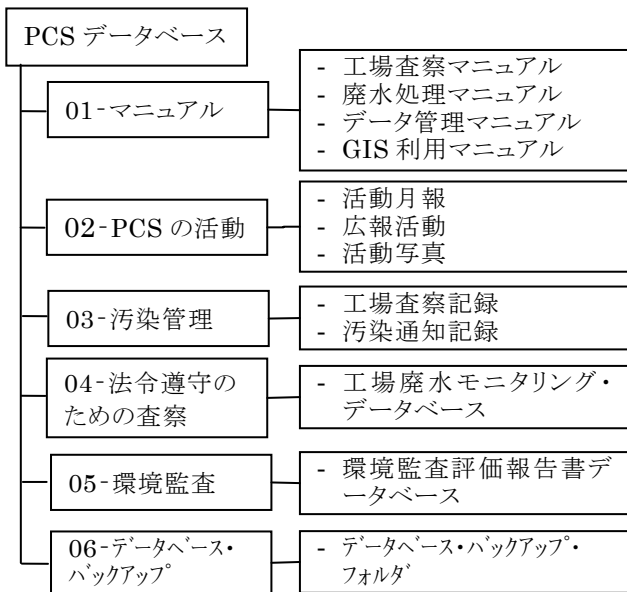 PCS データベース
01-マニュアル
- 工場査察マニュアル
- 廃水処理マニュアル
- データ管理マニュアル
- GIS 利用マニュアル
02-PCS の活動
- 活動月報
- 広報活動
- 活動写真
03-汚染管理
- 工場査察記録
- 汚染通知記録
04-法令遵守の
ための査察
- 工場廃水モニタリング・
データベース
05-環境監査
- 環境監査評価報告書デ
ータベース
06-ﾃﾞｰﾀﾍﾞｰｽ・
ﾊﾞｯｸｱｯﾌﾟ
- ﾃﾞｰﾀﾍﾞｰｽ・ﾊﾞｯｸｱｯﾌﾟ・
ﾌｫﾙﾀﾞ